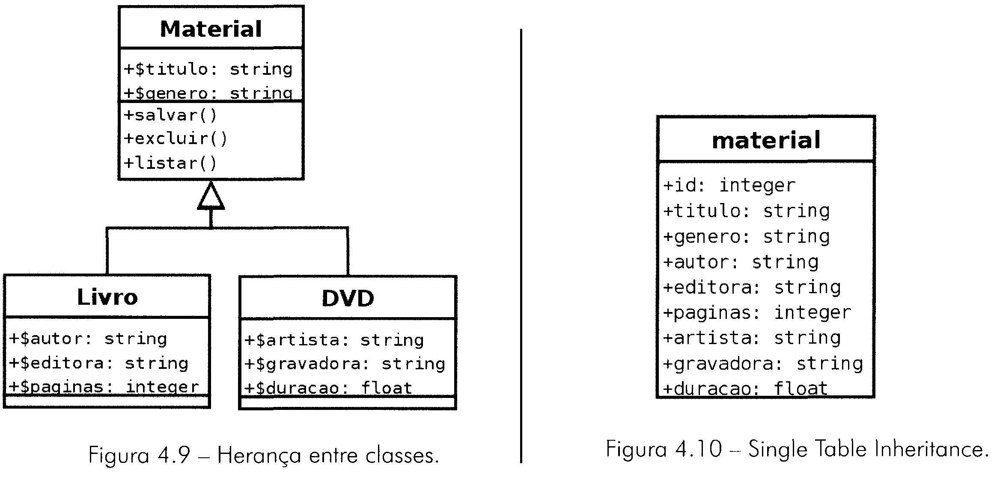 Material
+$titulo: string
+$genero: string
+salvar()
+excluir()
+listar()
Livro
+$autor: string
+$editora: string
+$paginas: integer
DVD
+$artista: string
+$gravadora: string
+$duracao: float
Figura 4.9 – Herança entre classes.
material
+id: integer
+titulo: string
+genero: string
+autor: string
+editora: string
+paginas: integer
+artista: string
+gravadora: string
+duracao: float
Figura 4.10 – Single Table Inheritance.